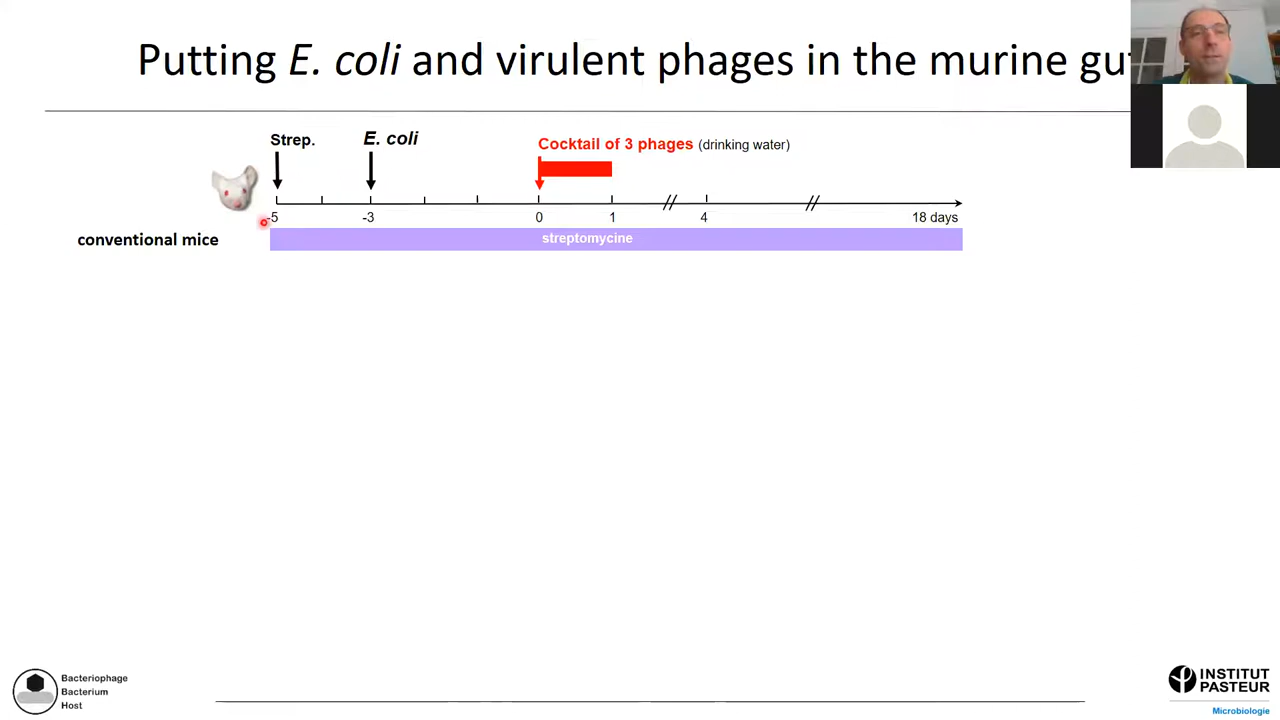 Putting E. coli and virulent phages in the murine gut
Strep.
E. coli
Cocktail of 3 phages (drinking water)
-5 -3 0 1 4 18 days
conventional mice
streptomycine
Bacteriophage
Bacterium
Host
INSTITUT
PASTEUR
Microbiologie